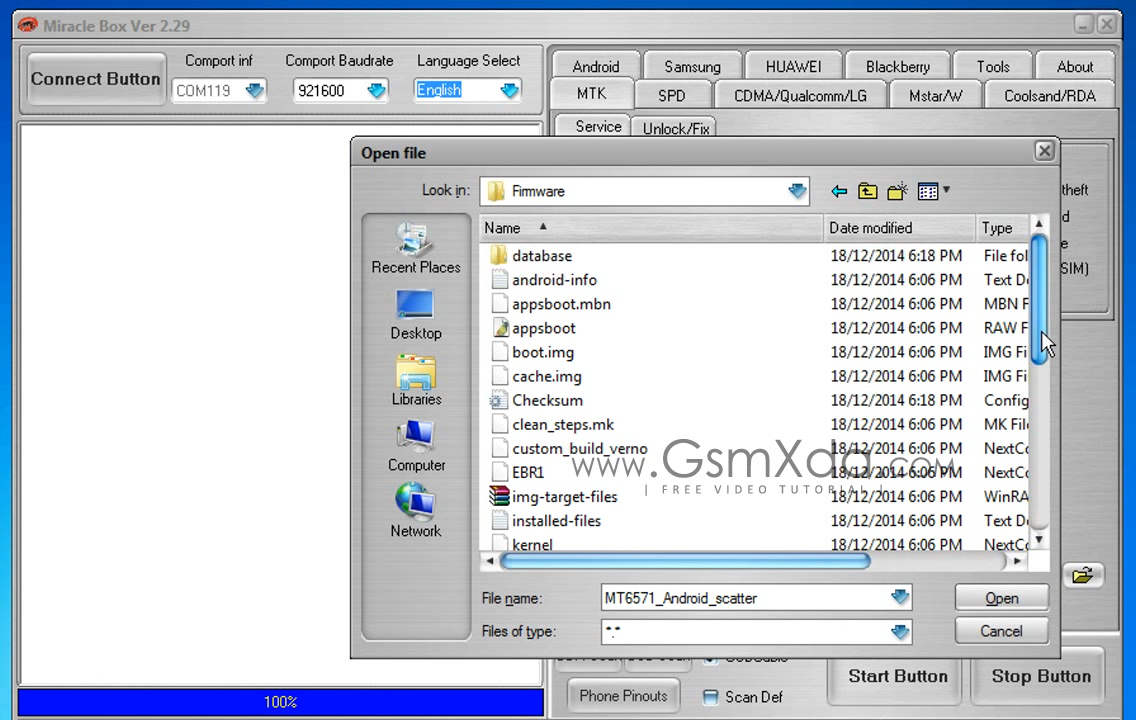 Miracle Box Ver 2.29
Connect Button
Comport inf
Comport Baudrate
Language Select
COM119
921600
English
Android
Samsung
HUAWEI
Blackberry
Tools
About
MTK
SPD
CDMA/Qualcomm/LG
Mstar/W
Coolsand/RDA
Service
Unlock/Fix
Open file
Look in:
Firmware
theft
d
e
SIM)
Recent Places
Desktop
Libraries
Computer
Network
Name Date modified Type
database 18/12/2014 6:18 PM File fol
android-info 18/12/2014 6:06 PM Text Do
appsboot.mbn 18/12/2014 6:06 PM MBN F
appsboot 18/12/2014 6:06 PM RAW F
boot.img 18/12/2014 6:06 PM IMG Fi
cache.img 18/12/2014 6:06 PM IMG Fi
Checksum 18/12/2014 6:18 PM Config
clean_steps.mk 18/12/2014 6:06 PM MK File
custom_build_verno 18/12/2014 6:06 PM NextCo
EBR1 18/12/2014 6:06 PM NextCo
img-target-files 18/12/2014 6:06 PM WinRA
installed-files 18/12/2014 6:06 PM Text Do
kernel 18/12/2014 6:06 PM NextCo
www.GsmXda.com
| FREE VIDEO TUTORIAL |
File name:
MT6571_Android_scatter
Open
Files of type:
*.*
Cancel
Phone Pinouts
Scan Def
Start Button
Stop Button
100%